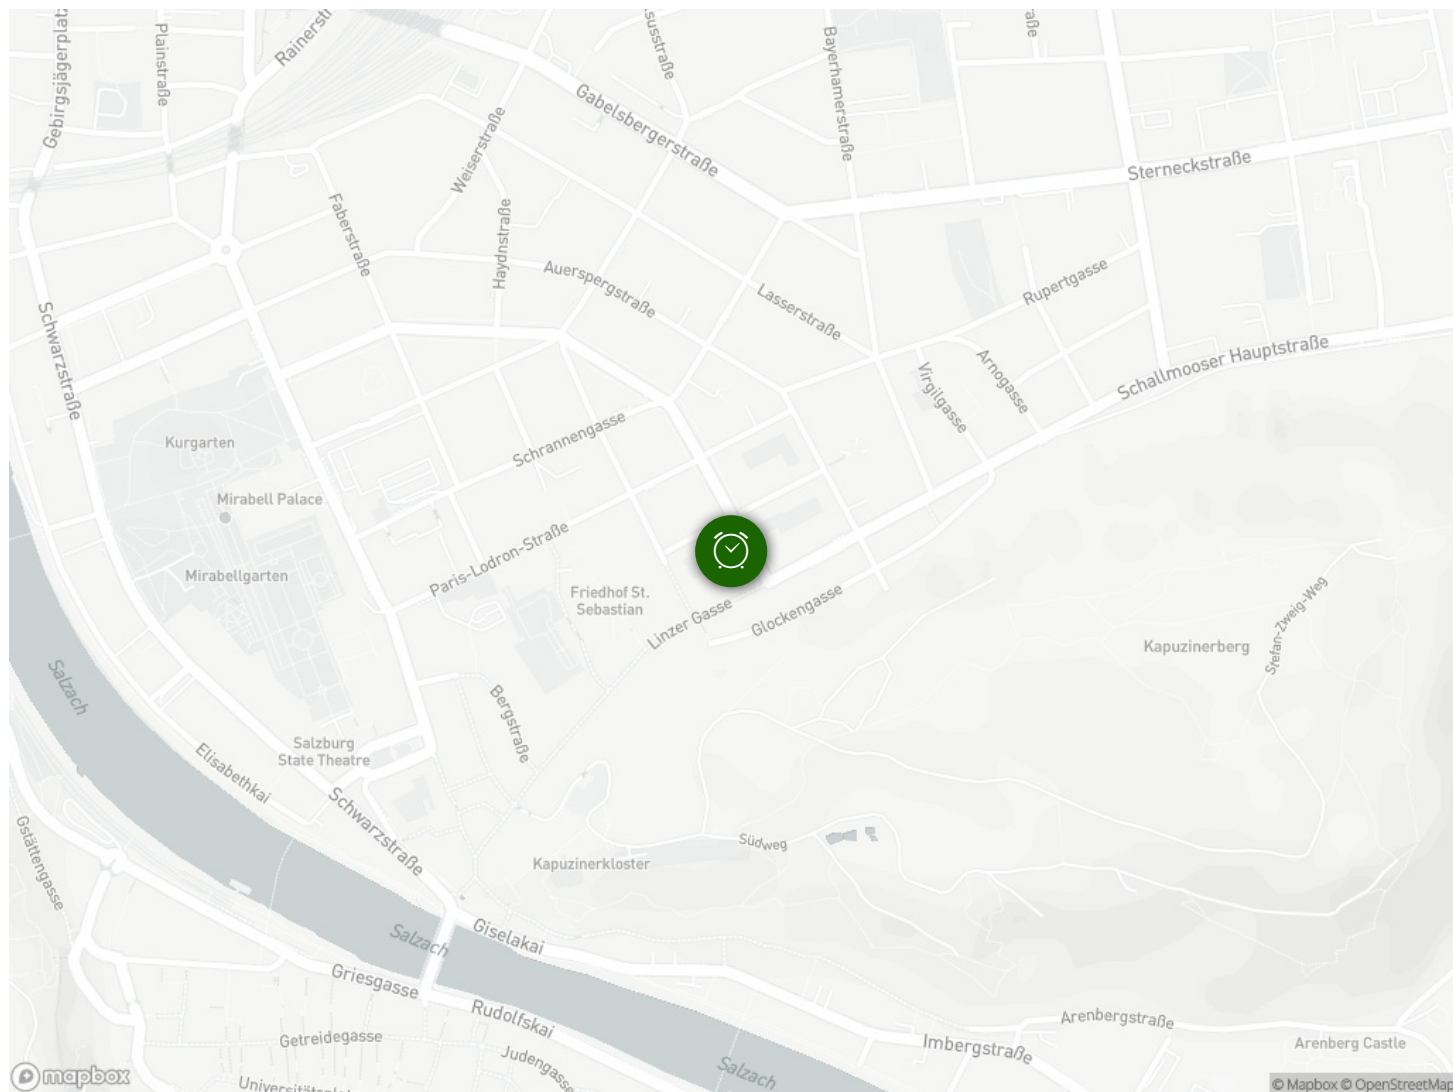 Gebirgsjägerplatz
Plainstraße
Rainerstr
Bayerhamerstraße
Gabelsbergerstraße
Weiserstraße
Sterneckstraße
Faberstraße
Haydnstraße
Auerspergstraße
Lasserstraße
Rupertgasse
Schwarzstraße
Virgilgasse
Arnogasse
Schallmooser Hauptstraße
Kurgarten
Schrannengasse
Mirabell Palace
Paris-Lodron-Straße
Mirabellgarten
Friedhof St.
Sebastian
Linzer Gasse
Glockengasse
Stefan-Zweig-Weg
Kapuzinerberg
Salzach
Bergstraße
Salzburg
State Theatre
Elisabethkai
Schwarzstraße
Gstättengasse
Südweg
Kapuzinerkloster
Salzach
Giselakai
Griesgasse
Rudolfskai
Getreidegasse
Judengasse
Imbergstraße
Arenbergstraße
Arenberg Castle
Salzach
mapbox
© Mapbox © OpenStreetMap